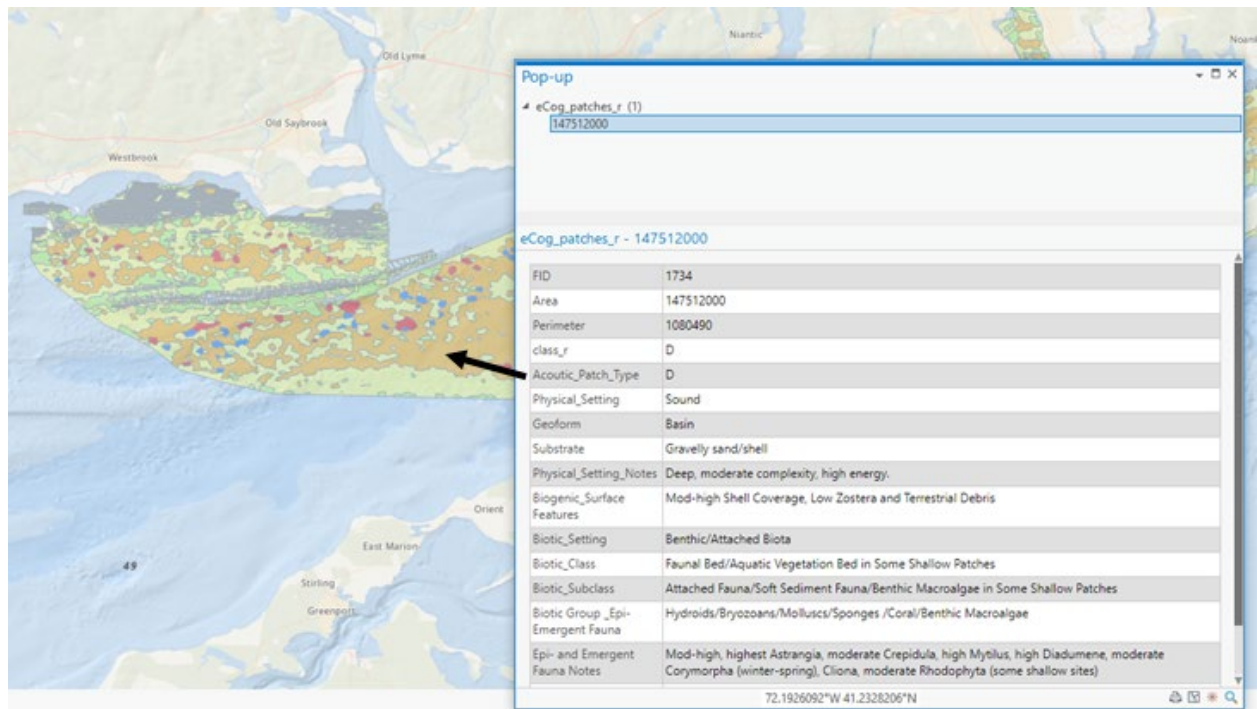 Niantic
Noank
Old Lyme
Old Saybrook
Westbrook
Orient
East Marion
49
Stirling
Greenport
Pop-up
eCog_patches_r (1)
147512000
eCog_patches_r - 147512000
FID 1734
Area 147512000
Perimeter 1080490
class_r D
Acoutic_Patch_Type D
Physical_Setting Sound
Geoform Basin
Substrate Gravelly sand/shell
Physical_Setting_Notes Deep, moderate complexity, high energy.
Biogenic_Surface Mod-high Shell Coverage, Low Zostera and Terrestrial Debris
Features
Biotic_Setting Benthic/Attached Biota
Biotic_Class Faunal Bed/Aquatic Vegetation Bed in Some Shallow Patches
Biotic_Subclass Attached Fauna/Soft Sediment Fauna/Benthic Macroalgae in Some Shallow Patches
Biotic Group _Epi- Hydroids/Bryozoans/Molluscs/Sponges /Coral/Benthic Macroalgae
Emergent Fauna
Epi- and Emergent Mod-high, highest Astrangia, moderate Crepidula, high Mytilus, high Diadumene, moderate
Fauna Notes Corymorpha (winter-spring), Cliona, moderate Rhodophyta (some shallow sites)
72.1926092°W 41.2328206°N